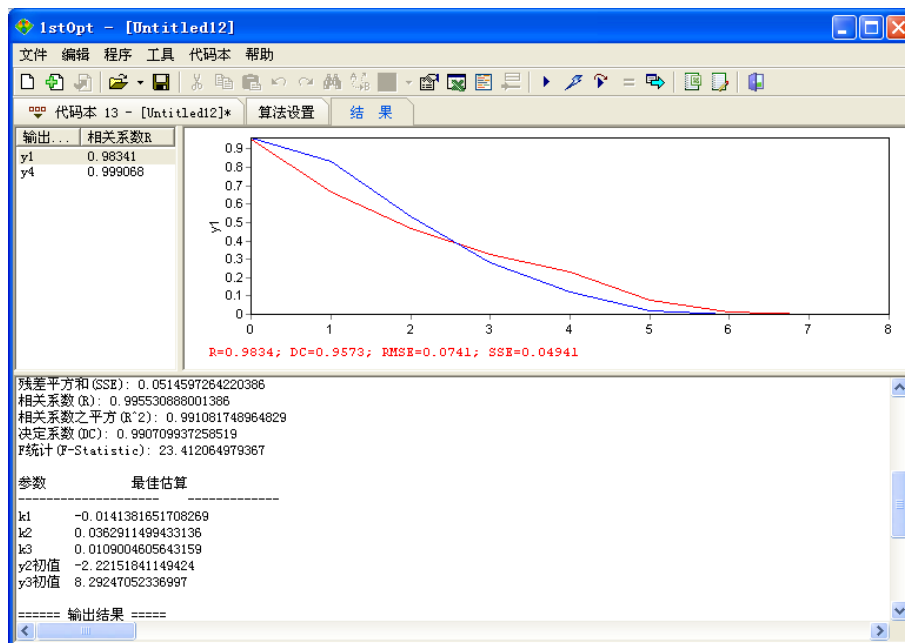 1stOpt - [Untitled12]
文件 编辑 程序 工具 代码本 帮助
代码本 13 - [Untitled12]* 算法设置 结 果
输出... 相关系数R
y1 0.98341
y4 0.999068
0.9
0.8
0.7
0.6
0.5
0.4
0.3
0.2
0.1
0
y1
0 1 2 3 4 5 6 7 8
R=0.9834; DC=0.9573; RMSE=0.0741; SSE=0.04941
残差平方和(SSE): 0.0514597264220386
相关系数(R): 0.995530888001386
相关系数之平方(R^2): 0.991081748964829
决定系数(DC): 0.990709937258519
F统计(F-Statistic): 23.412064979367
参数 最佳估算
-------------------- -------------
k1 -0.0141381651708269
k2 0.0362911499433136
k3 0.0109004605643159
y2初值 -2.22151841149424
y3初值 8.29247052336997
====== 输出结果 =====